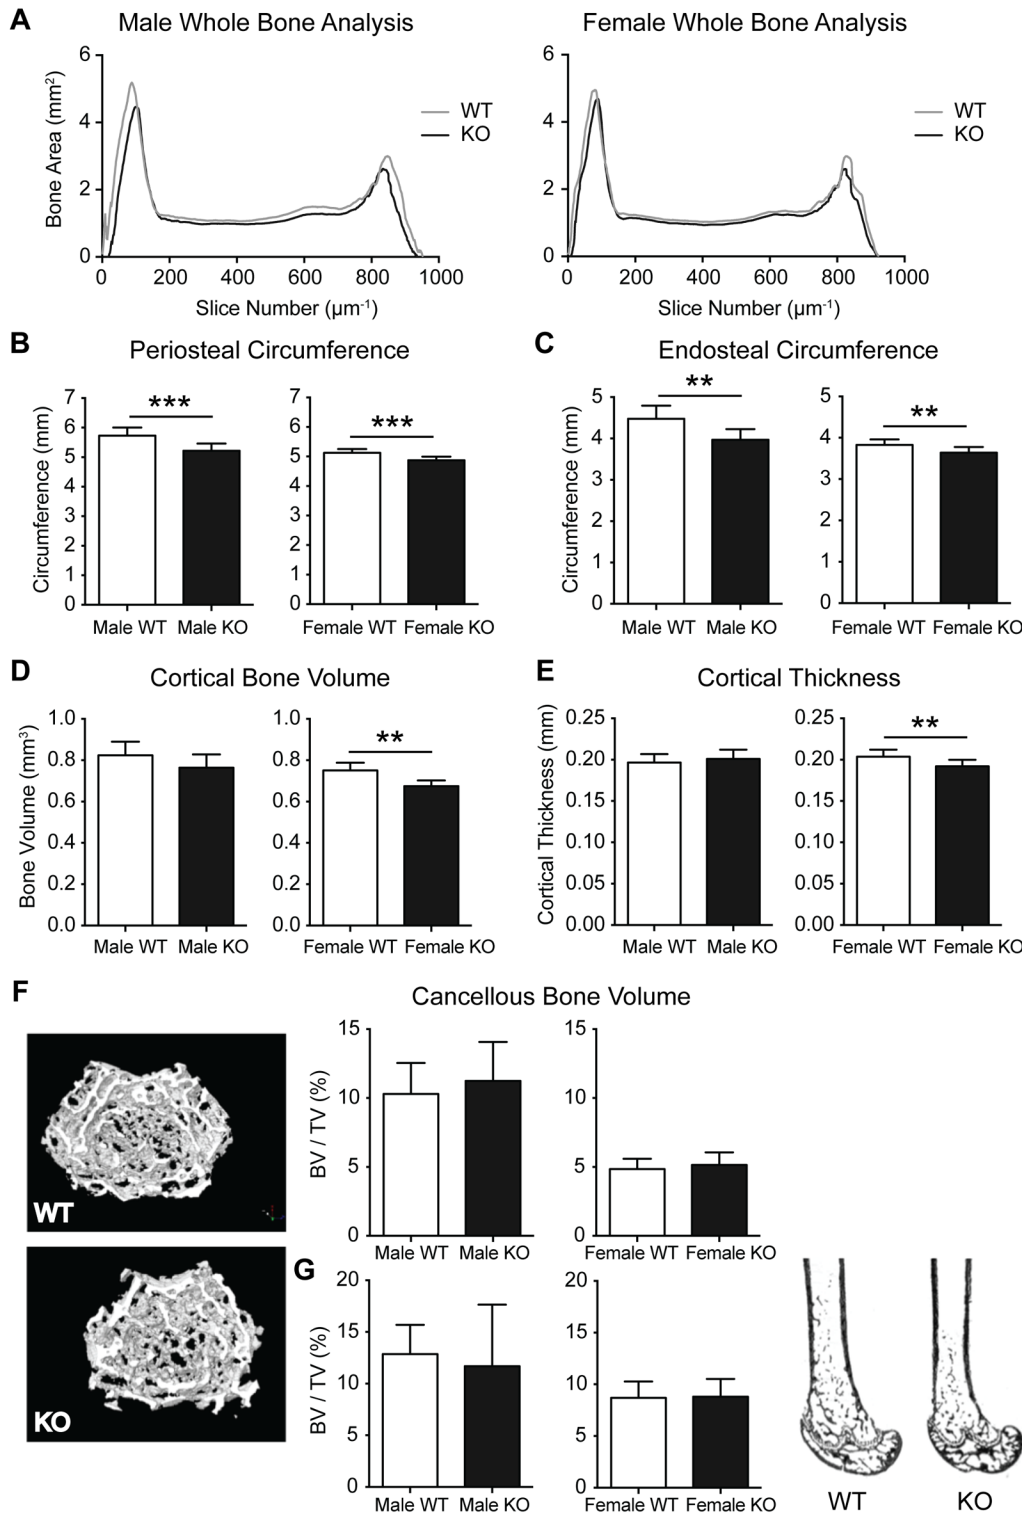 A
Male Whole Bone Analysis
Female Whole Bone Analysis
Bone Area (mm²)
6
4
2
0
0 200 400 600 800 1000
Slice Number (µm⁻¹)
WT
KO
6
4
2
0
0 200 400 600 800 1000
Slice Number (µm⁻¹)
WT
KO
B
Periosteal Circumference
Circumference (mm)
7
6
5
4
3
2
1
0
***
Male WT Male KO
7
6
5
4
3
2
1
0
***
Female WT Female KO
C
Endosteal Circumference
Circumference (mm)
5
4
3
2
1
0
**
Male WT Male KO
5
4
3
2
1
0
**
Female WT Female KO
D
Cortical Bone Volume
Bone Volume (mm³)
1.0
0.8
0.6
0.4
0.2
0.0
Male WT Male KO
1.0
0.8
0.6
0.4
0.2
0.0
**
Female WT Female KO
E
Cortical Thickness
Cortical Thickness (mm)
0.25
0.20
0.15
0.10
0.05
0.00
Male WT Male KO
0.25
0.20
0.15
0.10
0.05
0.00
**
Female WT Female KO
F
Cancellous Bone Volume
WT
KO
BV / TV (%)
15
10
5
0
Male WT Male KO
15
10
5
0
Female WT Female KO
G
BV / TV (%)
20
15
10
5
0
Male WT Male KO
20
15
10
5
0
Female WT Female KO
WT
KO